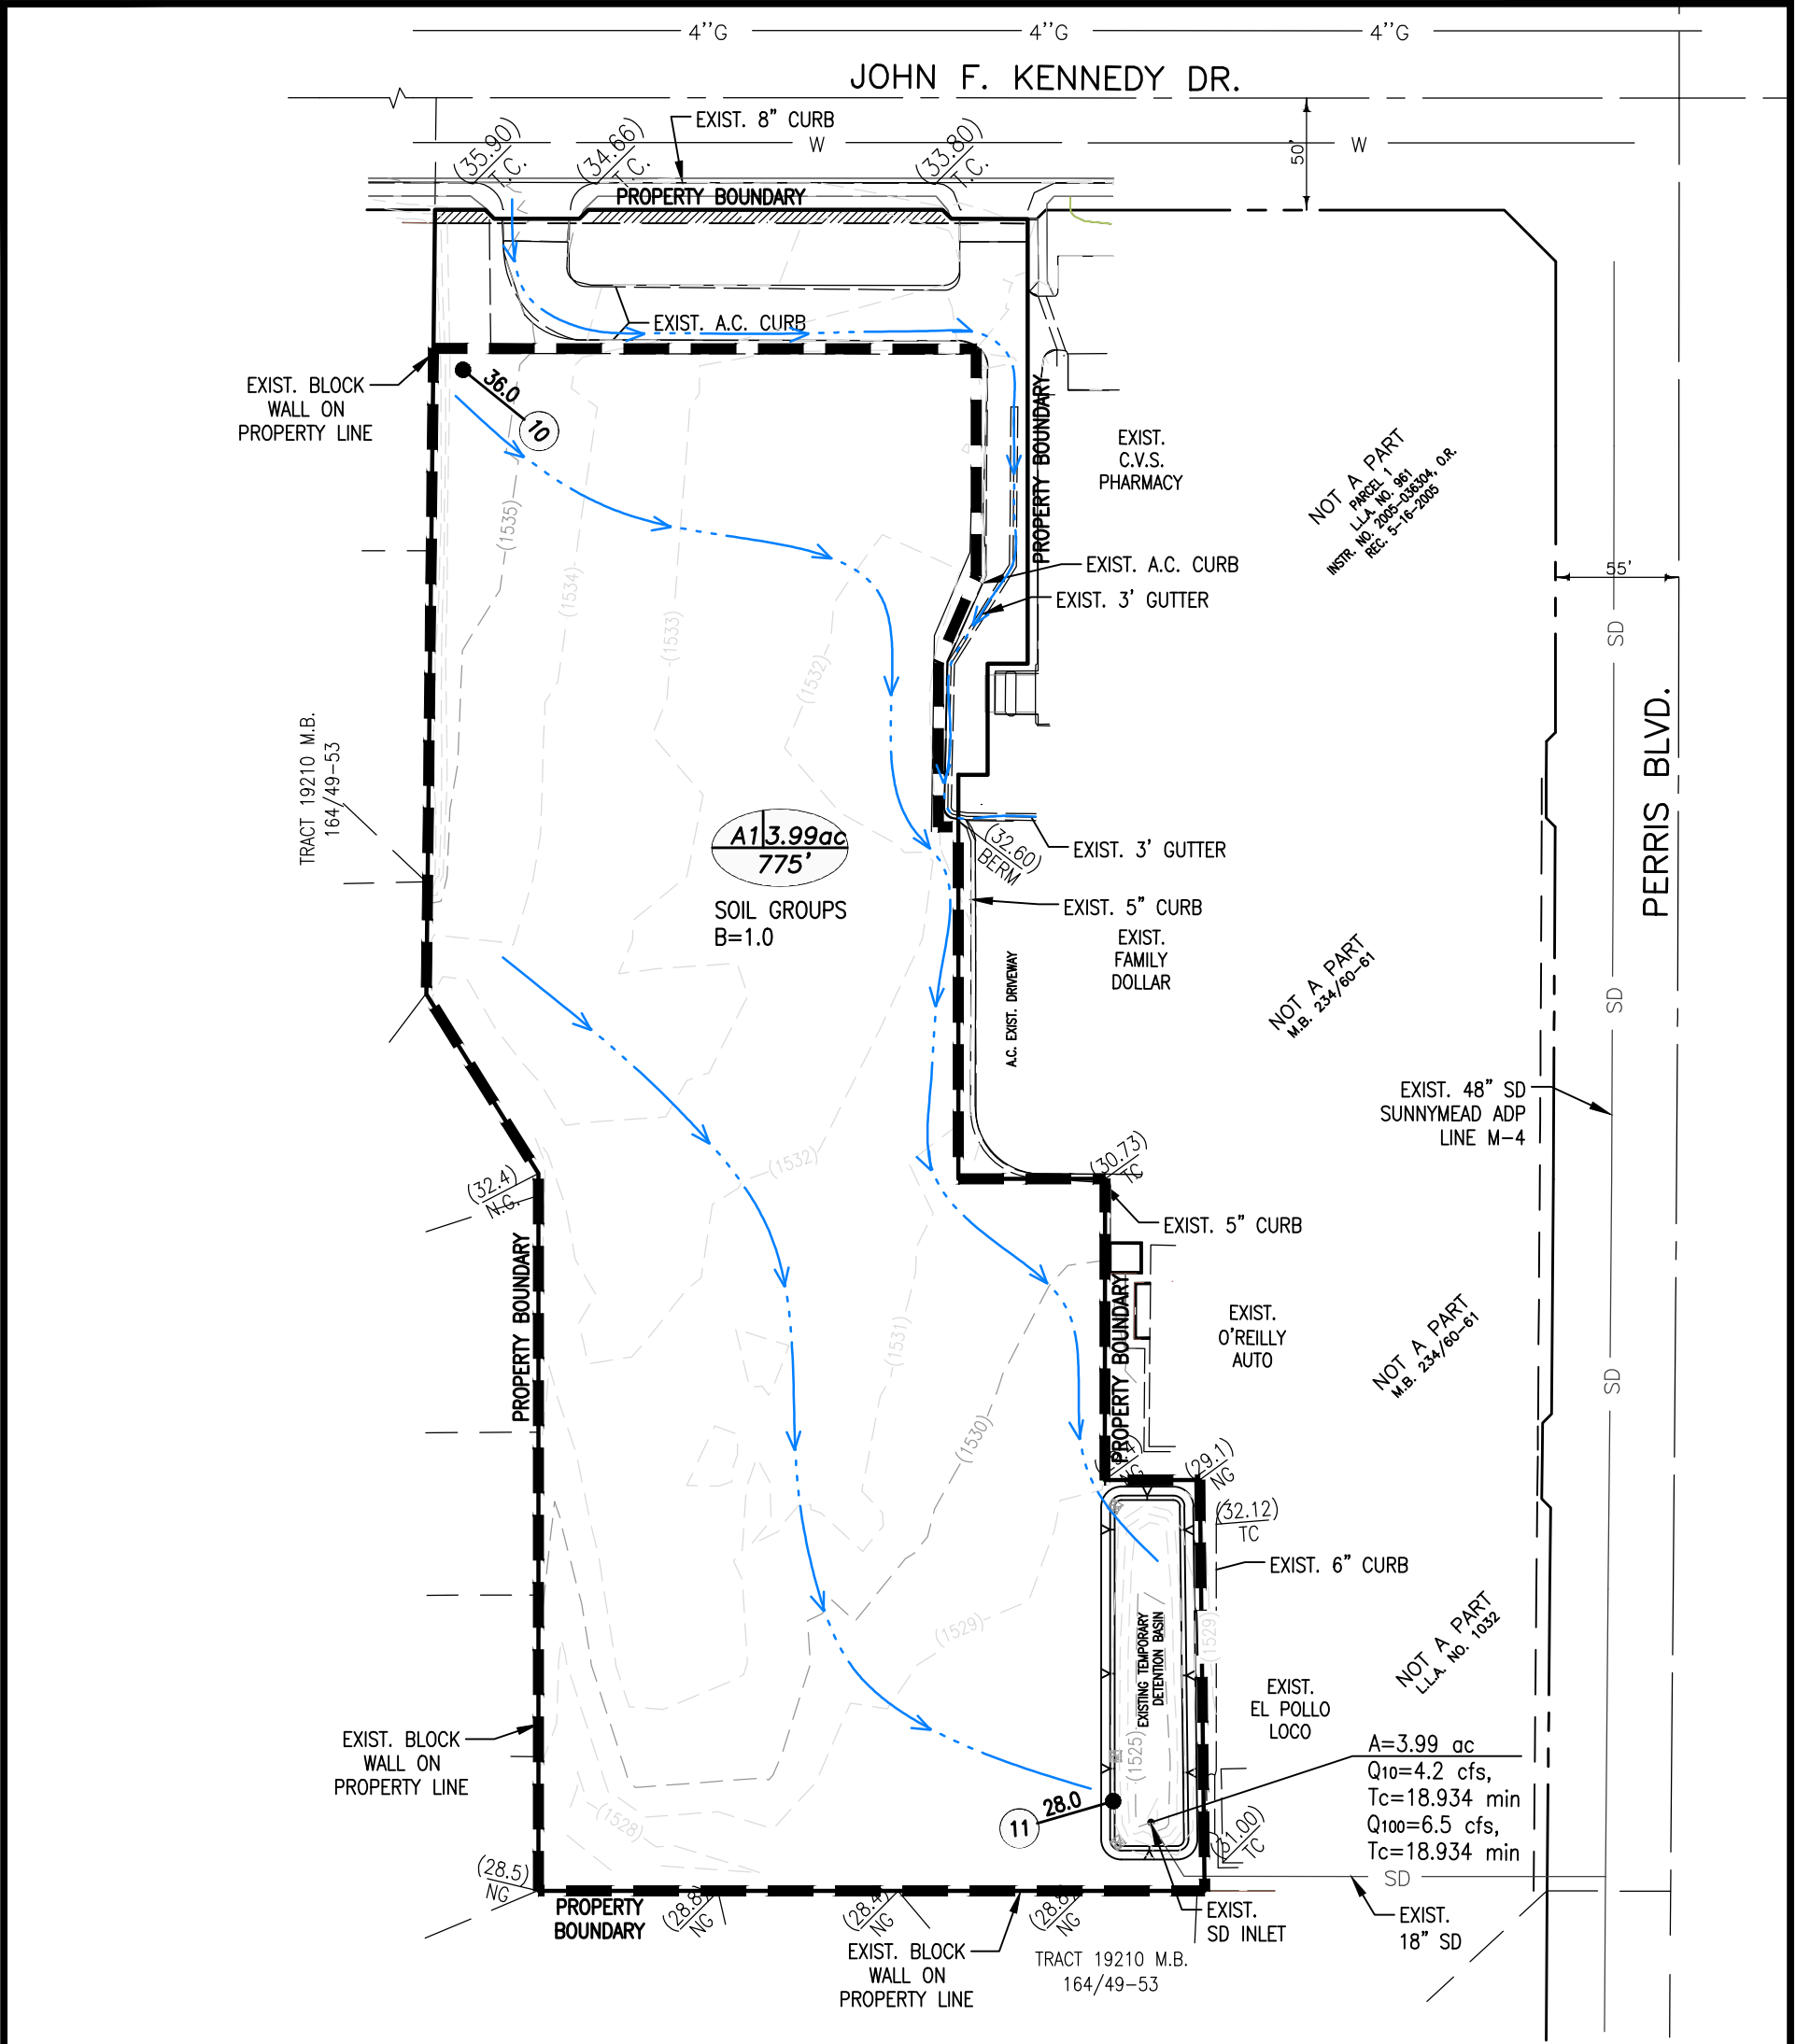 4''G
4''G
4''G
JOHN F. KENNEDY DR.
EXIST. 8" CURB
W
W
50'
(35.90)
T.C.
(34.66)
T.C.
(33.80)
T.C.
PROPERTY BOUNDARY
EXIST. A.C. CURB
EXIST. BLOCK
WALL ON
PROPERTY LINE
36.0
10
PROPERTY BOUNDARY
EXIST.
C.V.S.
PHARMACY
NOT A PART
PARCEL 1
L.L.A. NO. 961
INSTR. NO. 2005-036304, O.R.
REC. 5-16-2005
(1535)
(1534)
(1533)
(1532)
EXIST. A.C. CURB
EXIST. 3' GUTTER
55'
SD
PERRIS BLVD.
TRACT 19210 M.B.
164/49-53
A1 3.99ac
775'
SOIL GROUPS
B=1.0
(32.60)
BERM
EXIST. 3' GUTTER
EXIST. 5" CURB
EXIST.
FAMILY
DOLLAR
A.C. EXIST. DRIVEWAY
NOT A PART
M.B. 234/60-61
SD
EXIST. 48" SD
SUNNYMEAD ADP
LINE M-4
(1532)
(30.73)
TC
(32.4)
N.G.
EXIST. 5" CURB
PROPERTY BOUNDARY
PROPERTY BOUNDARY
EXIST.
O'REILLY
AUTO
NOT A PART
M.B. 234/60-61
SD
(1531)
(1530)
NG
(29.1)
NG
(32.12)
TC
EXIST. 6" CURB
(1529)
(1529)
EXISTING TEMPORARY
DETENTION BASIN
NOT A PART
L.L.A. NO. 1032
EXIST.
EL POLLO
LOCO
(1525)
EXIST. BLOCK
WALL ON
PROPERTY LINE
A=3.99 ac
Q10=4.2 cfs,
Tc=18.934 min
Q100=6.5 cfs,
Tc=18.934 min
28.0
11
(1528)
(31.00)
TC
(28.5)
NG
SD
PROPERTY
BOUNDARY
(28.8)
NG
(28.4)
NG
(28.8)
NG
EXIST.
SD INLET
EXIST.
18" SD
EXIST. BLOCK
WALL ON
PROPERTY LINE
TRACT 19210 M.B.
164/49-53